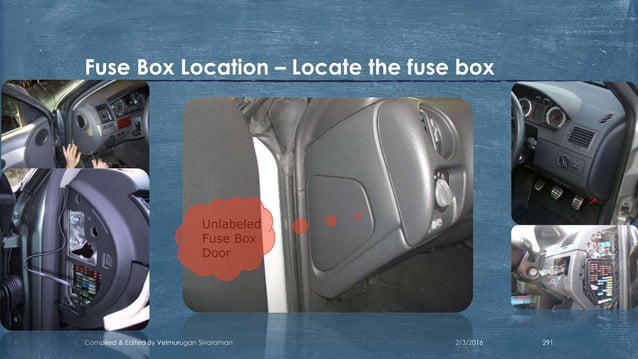 Fuse Box Location – Locate the fuse box
Unlabeled
Fuse Box
Door
Complied & Edited By Velmurugan Sivaraman
2/3/2016
291